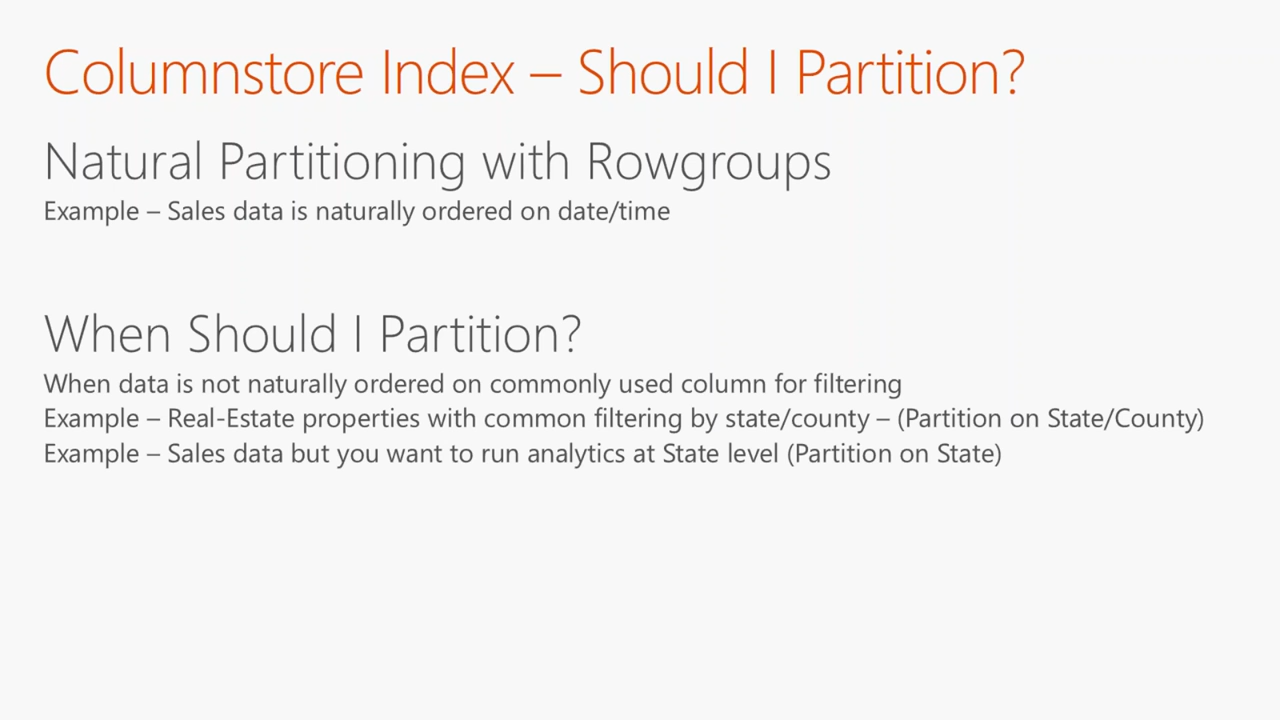 Columnstore Index – Should I Partition?
Natural Partitioning with Rowgroups
Example – Sales data is naturally ordered on date/time
When Should I Partition?
When data is not naturally ordered on commonly used column for filtering
Example – Real-Estate properties with common filtering by state/county – (Partition on State/County)
Example – Sales data but you want to run analytics at State level (Partition on State)